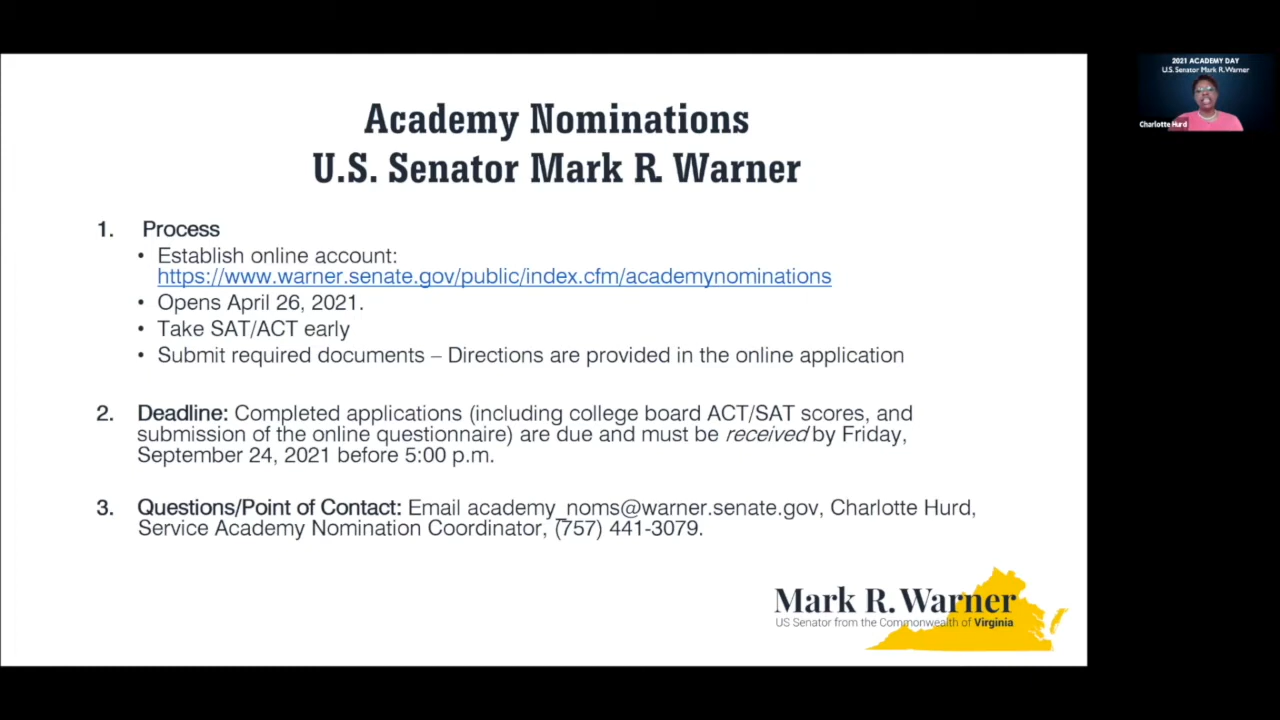 Academy Nominations
U.S. Senator Mark R. Warner
1. Process
• Establish online account:
https://www.warner.senate.gov/public/index.cfm/academynominations
• Opens April 26, 2021.
• Take SAT/ACT early
• Submit required documents – Directions are provided in the online application
2. Deadline: Completed applications (including college board ACT/SAT scores, and
submission of the online questionnaire) are due and must be received by Friday,
September 24, 2021 before 5:00 p.m.
3. Questions/Point of Contact: Email academy_noms@warner.senate.gov, Charlotte Hurd,
Service Academy Nomination Coordinator, (757) 441-3079.
Mark R. Warner
US Senator from the Commonwealth of Virginia
2021 ACADEMY DAY
U.S. Senator Mark R. Warner
Charlotte Hurd